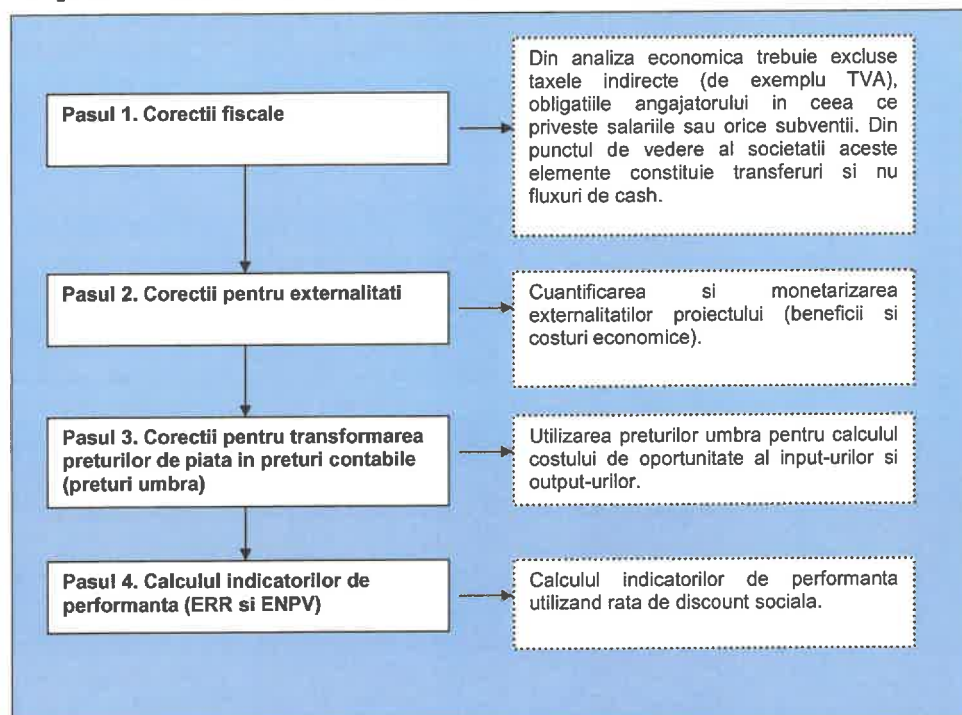 Pasul 1. Corectii fiscale
Din analiza economica trebuie excluse
taxele indirecte (de exemplu TVA),
obligatiile angajatorului in ceea ce
priveste salariile sau orice subventii. Din
punctul de vedere al societatii aceste
elemente constituie transferuri si nu
fluxuri de cash.
Pasul 2. Corectii pentru externalitati
Cuantificarea si monetarizarea
externalitatilor proiectului (beneficii si
costuri economice).
Pasul 3. Corectii pentru transformarea
preturilor de piata in preturi contabile
(preturi umbra)
Utilizarea preturilor umbra pentru calculul
costului de oportunitate al input-urilor si
output-urilor.
Pasul 4. Calculul indicatorilor de
performanta (ERR si ENPV)
Calculul indicatorilor de performanta
utilizand rata de discount sociala.